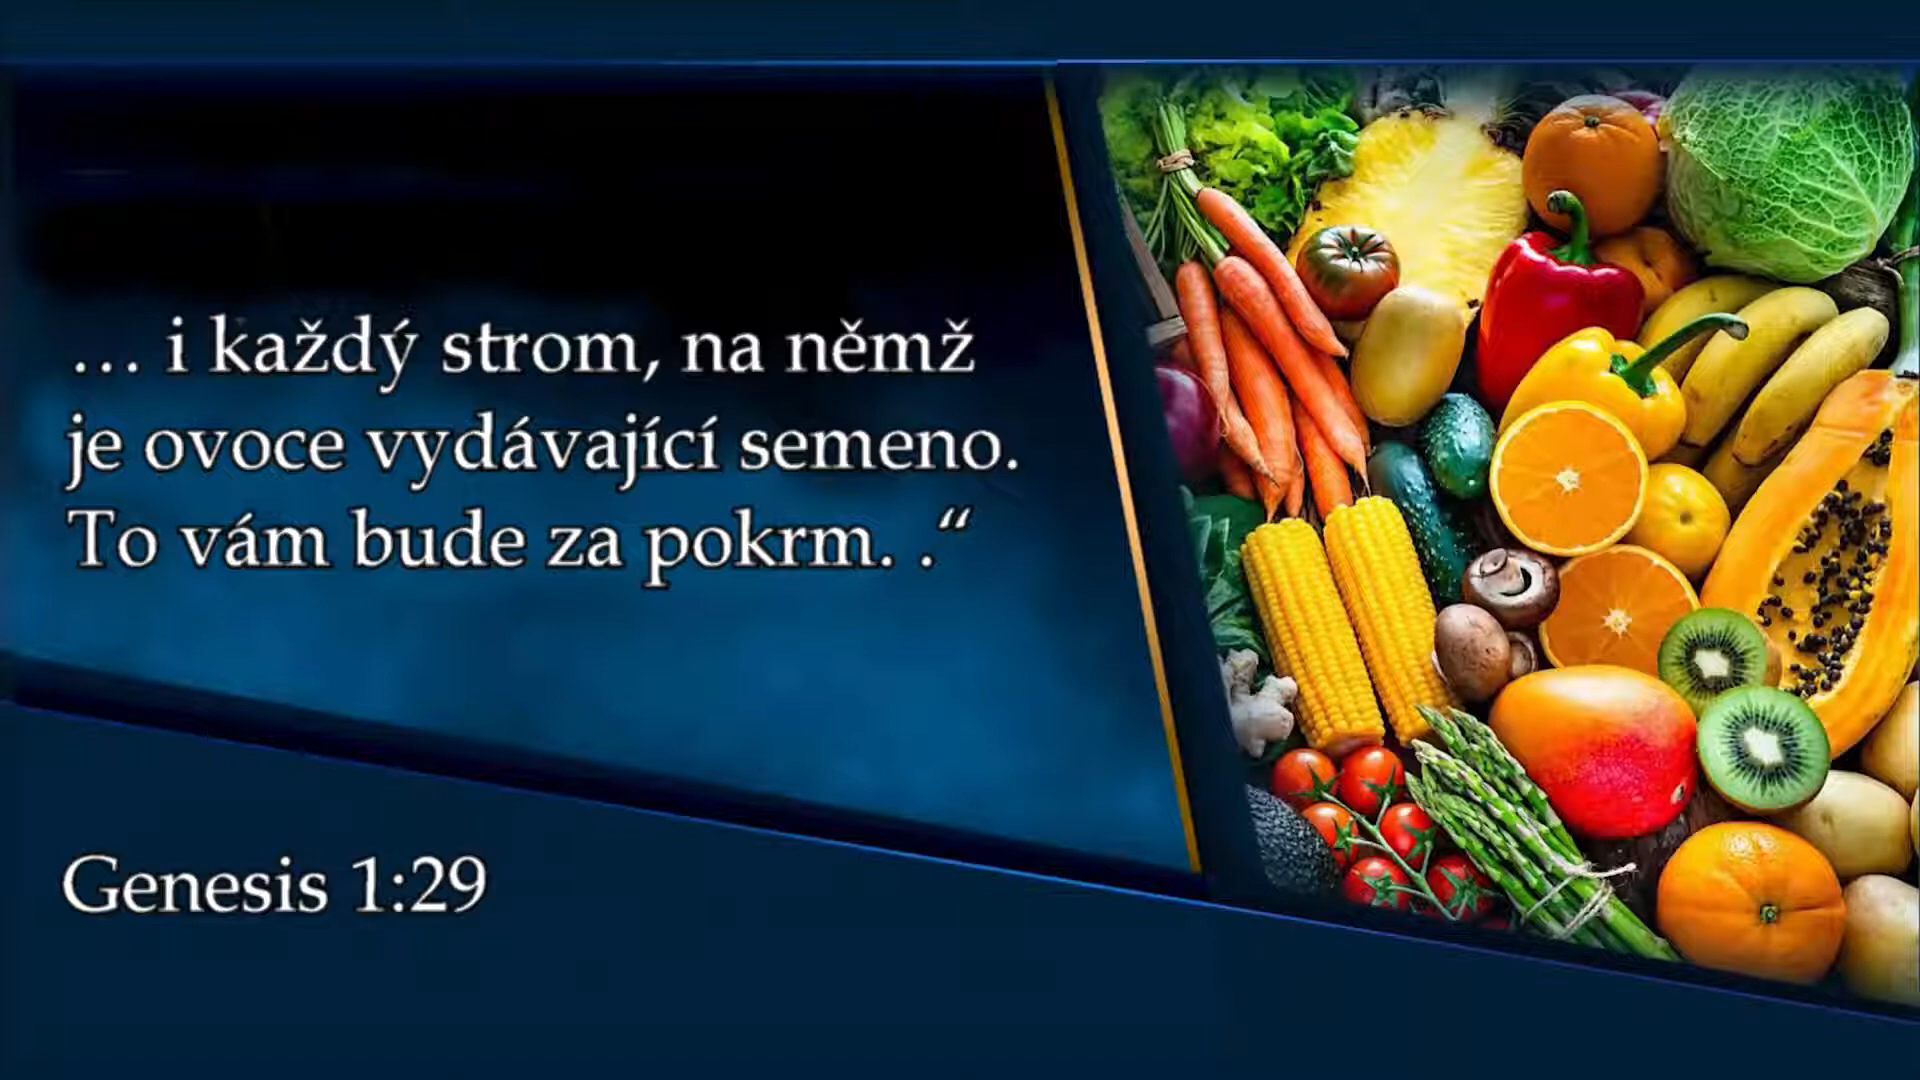 … i každý strom, na němž
je ovoce vydávající semeno.
To vám bude za pokrm. .“
Genesis 1:29